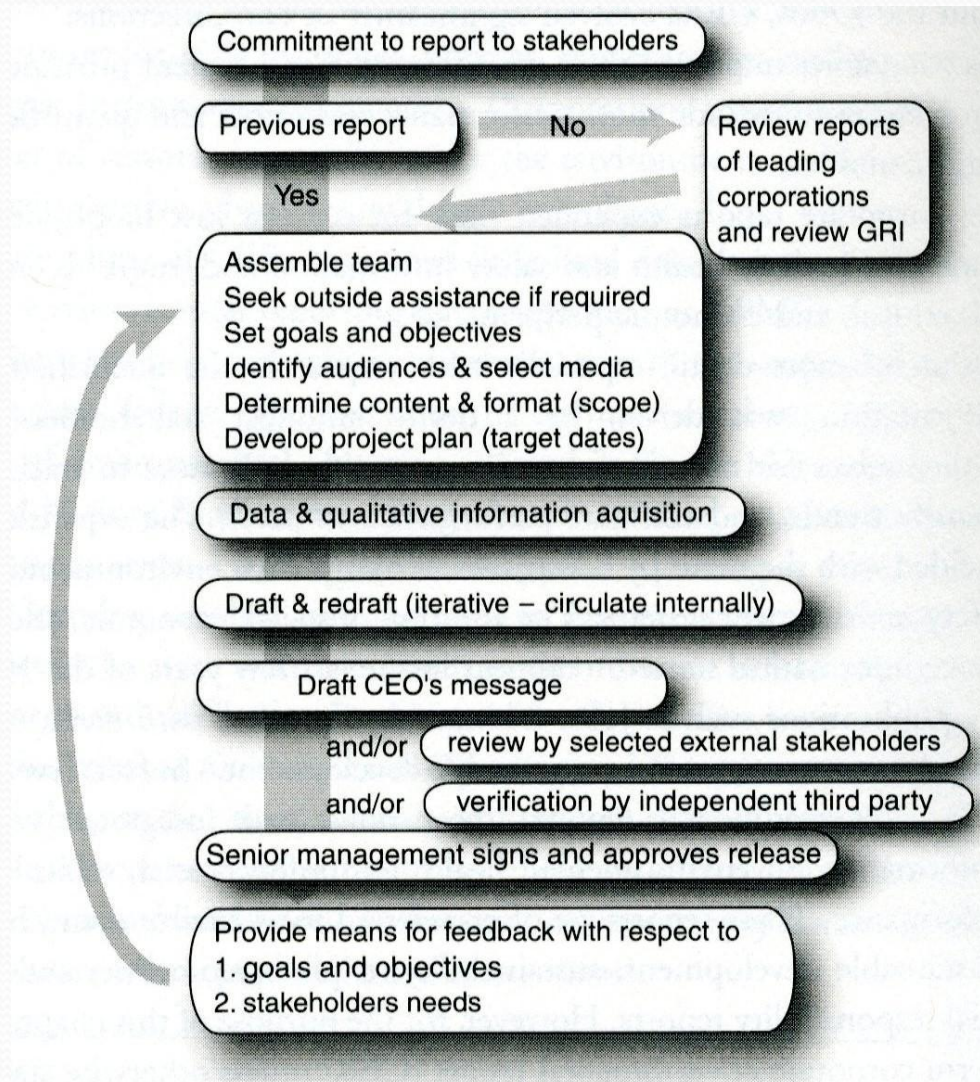 Commitment to report to stakeholders
Previous report
No
Review reports
of leading
corporations
and review GRI
Yes
Assemble team
Seek outside assistance if required
Set goals and objectives
Identify audiences & select media
Determine content & format (scope)
Develop project plan (target dates)
Data & qualitative information aquisition
Draft & redraft (iterative – circulate internally)
Draft CEO's message
and/or review by selected external stakeholders
and/or verification by independent third party
Senior management signs and approves release
Provide means for feedback with respect to
1. goals and objectives
2. stakeholders needs